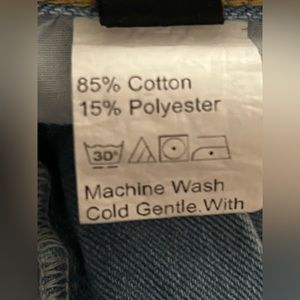 85% Cotton
15% Polyester
30°
Machine Wash
Cold Gentle.With